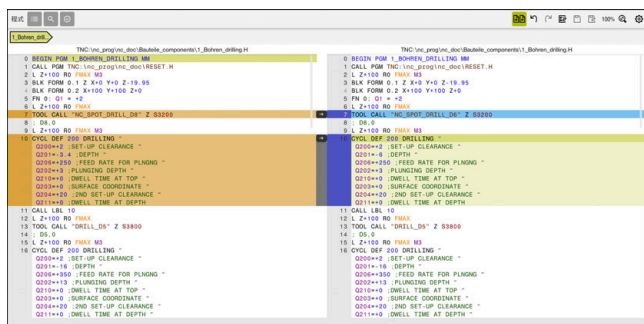 程式
100%
1_Bohren_drill...
TNC:\nc_prog\nc_doc\Bauteile_components\1_Bohren_drilling.H
0 BEGIN PGM 1_BOHREN_DRILLING MM
1 CALL PGM TNC:\nc_prog\nc_doc\RESET.H
2 L Z+100 R0 FMAX M3
3 BLK FORM 0.1 Z X+0 Y+0 Z-19.95
4 BLK FORM 0.2 X+100 Y+100 Z+0
5 FN 0: Q1 = +2
6 L Z+100 R0 FMAX
7 TOOL CALL "NC_SPOT_DRILL_D8" Z S3200
8 ; D8.0
9 L Z+100 R0 FMAX M3
10 CYCL DEF 200 DRILLING ~
Q200=+2 ;SET-UP CLEARANCE ~
Q201=-3.4 ;DEPTH ~
Q206=+250 ;FEED RATE FOR PLNGNG ~
Q202=+3 ;PLUNGING DEPTH ~
Q210=+0 ;DWELL TIME AT TOP ~
Q203=+0 ;SURFACE COORDINATE ~
Q204=+20 ;2ND SET-UP CLEARANCE ~
Q211=+0 ;DWELL TIME AT DEPTH
11 CALL LBL 10
12 L Z+100 R0 FMAX
13 TOOL CALL "DRILL_D5" Z S3800
14 ; D5.0
15 L Z+100 R0 FMAX M3
16 CYCL DEF 200 DRILLING ~
Q200=+2 ;SET-UP CLEARANCE ~
Q201=-16 ;DEPTH ~
Q206=+350 ;FEED RATE FOR PLNGNG ~
Q202=+13 ;PLUNGING DEPTH ~
Q210=+0 ;DWELL TIME AT TOP ~
Q203=+0 ;SURFACE COORDINATE ~
Q204=+20 ;2ND SET-UP CLEARANCE ~
Q211=+0 ;DWELL TIME AT DEPTH ~
TNC:\nc_prog\nc_doc\Bauteile_components\1_Bohren_drilling.H
0 BEGIN PGM 1_BOHREN_DRILLING MM
1 CALL PGM TNC:\nc_prog\nc_doc\RESET.H
2 L Z+100 R0 FMAX M3
3 BLK FORM 0.1 Z X+0 Y+0 Z-19.95
4 BLK FORM 0.2 X+100 Y+100 Z+0
5 FN 0: Q1 = +2
6 L Z+100 R0 FMAX
7 TOOL CALL "NC_SPOT_DRILL_D6" Z S3200
8 ; D8.0
9 L Z+100 R0 FMAX M3
10 CYCL DEF 200 DRILLING ~
Q200=+2 ;SET-UP CLEARANCE ~
Q201=-6 ;DEPTH ~
Q206=+250 ;FEED RATE FOR PLNGNG ~
Q202=+3 ;PLUNGING DEPTH ~
Q210=+0 ;DWELL TIME AT TOP ~
Q203=+0 ;SURFACE COORDINATE ~
Q204=+20 ;2ND SET-UP CLEARANCE ~
Q211=+0 ;DWELL TIME AT DEPTH
11 CALL LBL 10
12 L Z+100 R0 FMAX
13 TOOL CALL "DRILL_D5" Z S3800
14 ; D5.0
15 L Z+100 R0 FMAX M3
16 CYCL DEF 200 DRILLING ~
Q200=+2 ;SET-UP CLEARANCE ~
Q201=-16 ;DEPTH ~
Q206=+350 ;FEED RATE FOR PLNGNG ~
Q202=+13 ;PLUNGING DEPTH ~
Q210=+0 ;DWELL TIME AT TOP ~
Q203=+0 ;SURFACE COORDINATE ~
Q204=+20 ;2ND SET-UP CLEARANCE ~
Q211=+0 ;DWELL TIME AT DEPTH ~